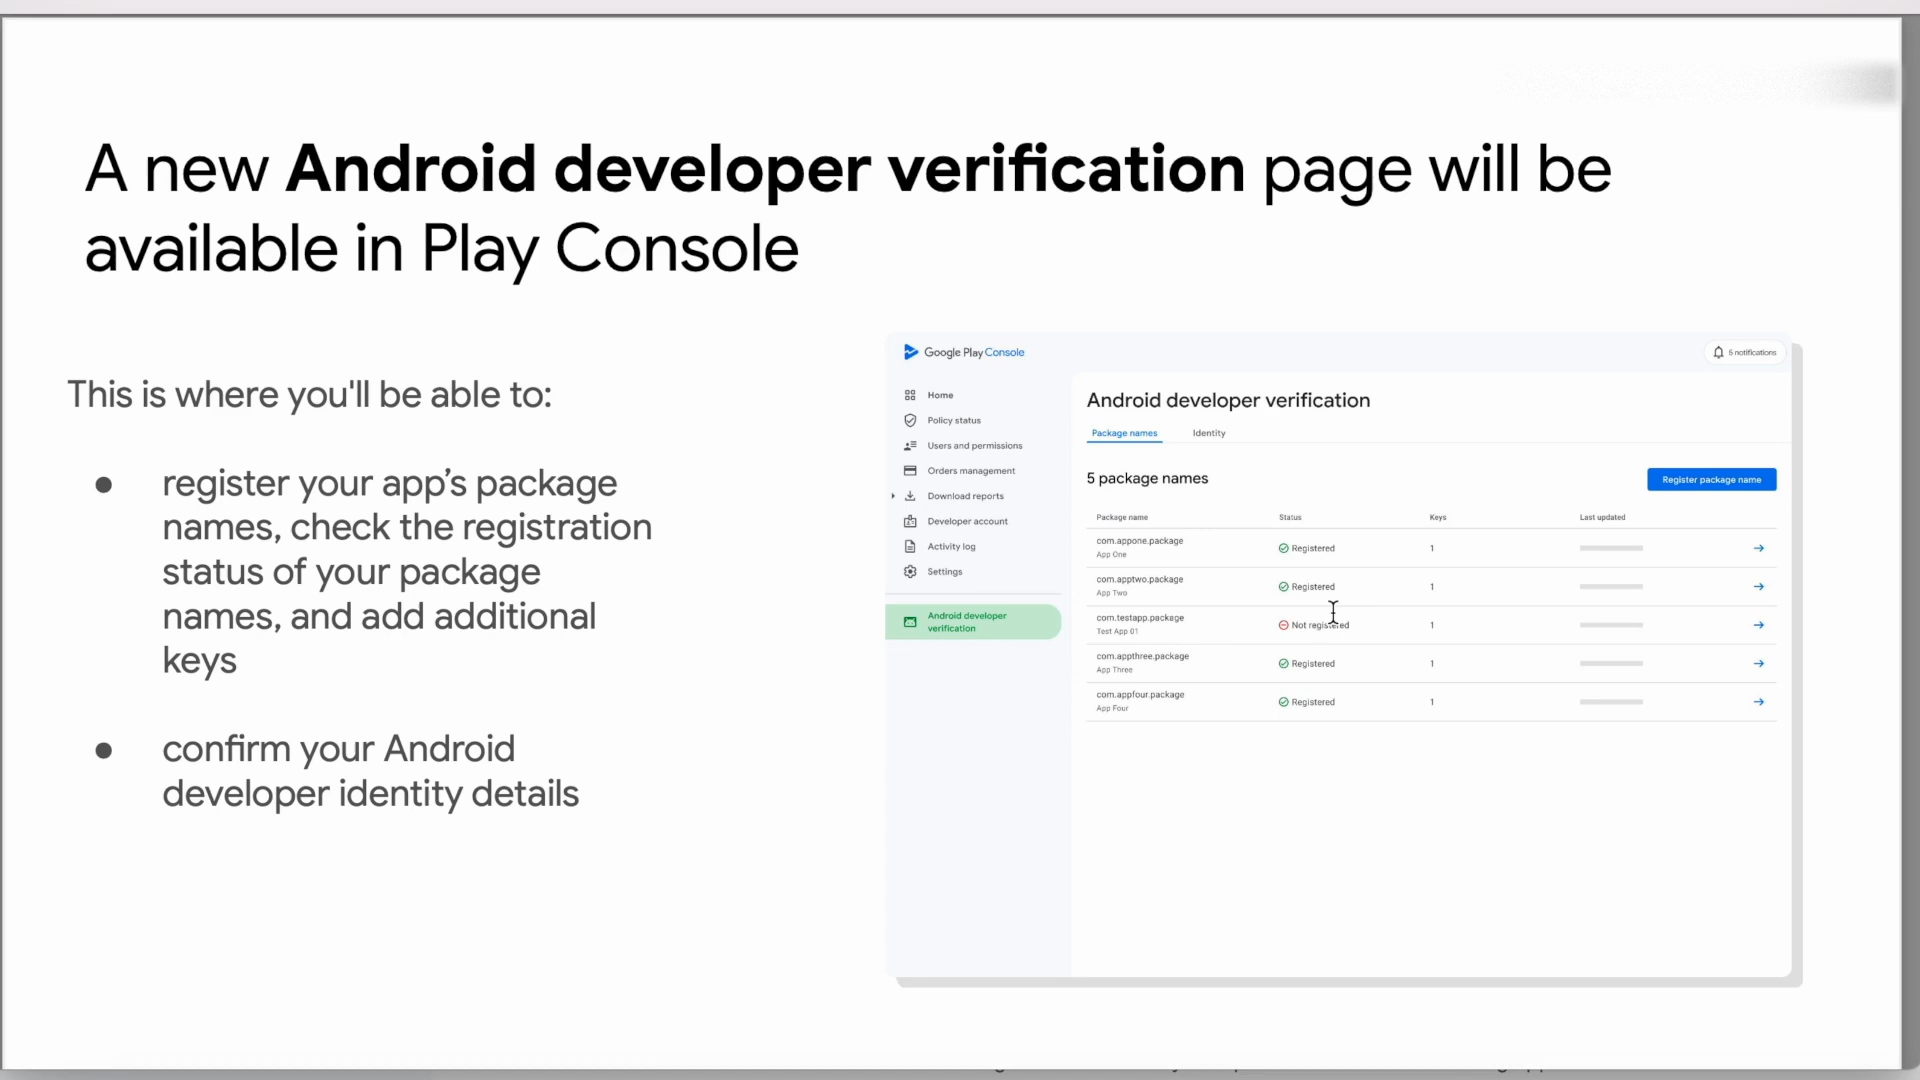 A new Android developer verification page will be
available in Play Console
This is where you'll be able to:
● register your app’s package
names, check the registration
status of your package
names, and add additional
keys
● confirm your Android
developer identity details
Google Play Console
5 notifications
Home
Policy status
Users and permissions
Orders management
Download reports
Developer account
Activity log
Settings
Android developer
verification
Android developer verification
Package names Identity
5 package names
Register package name
Package name Status Keys Last updated
com.appone.package
App One
Registered 1
com.apptwo.package
App Two
Registered 1
com.testapp.package
Test App 01
Not registered 1
com.appthree.package
App Three
Registered 1
com.appfour.package
App Four
Registered 1